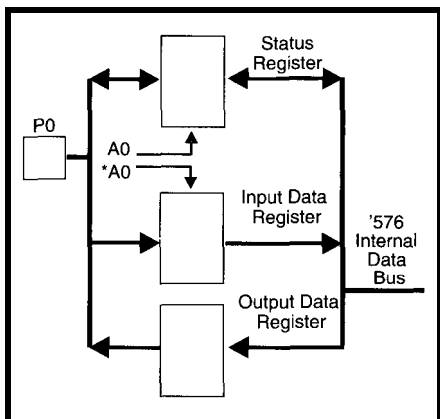 Status
Register
P0
A0
*A0
Input Data
Register
'576
Internal
Data
Bus
Output Data
Register